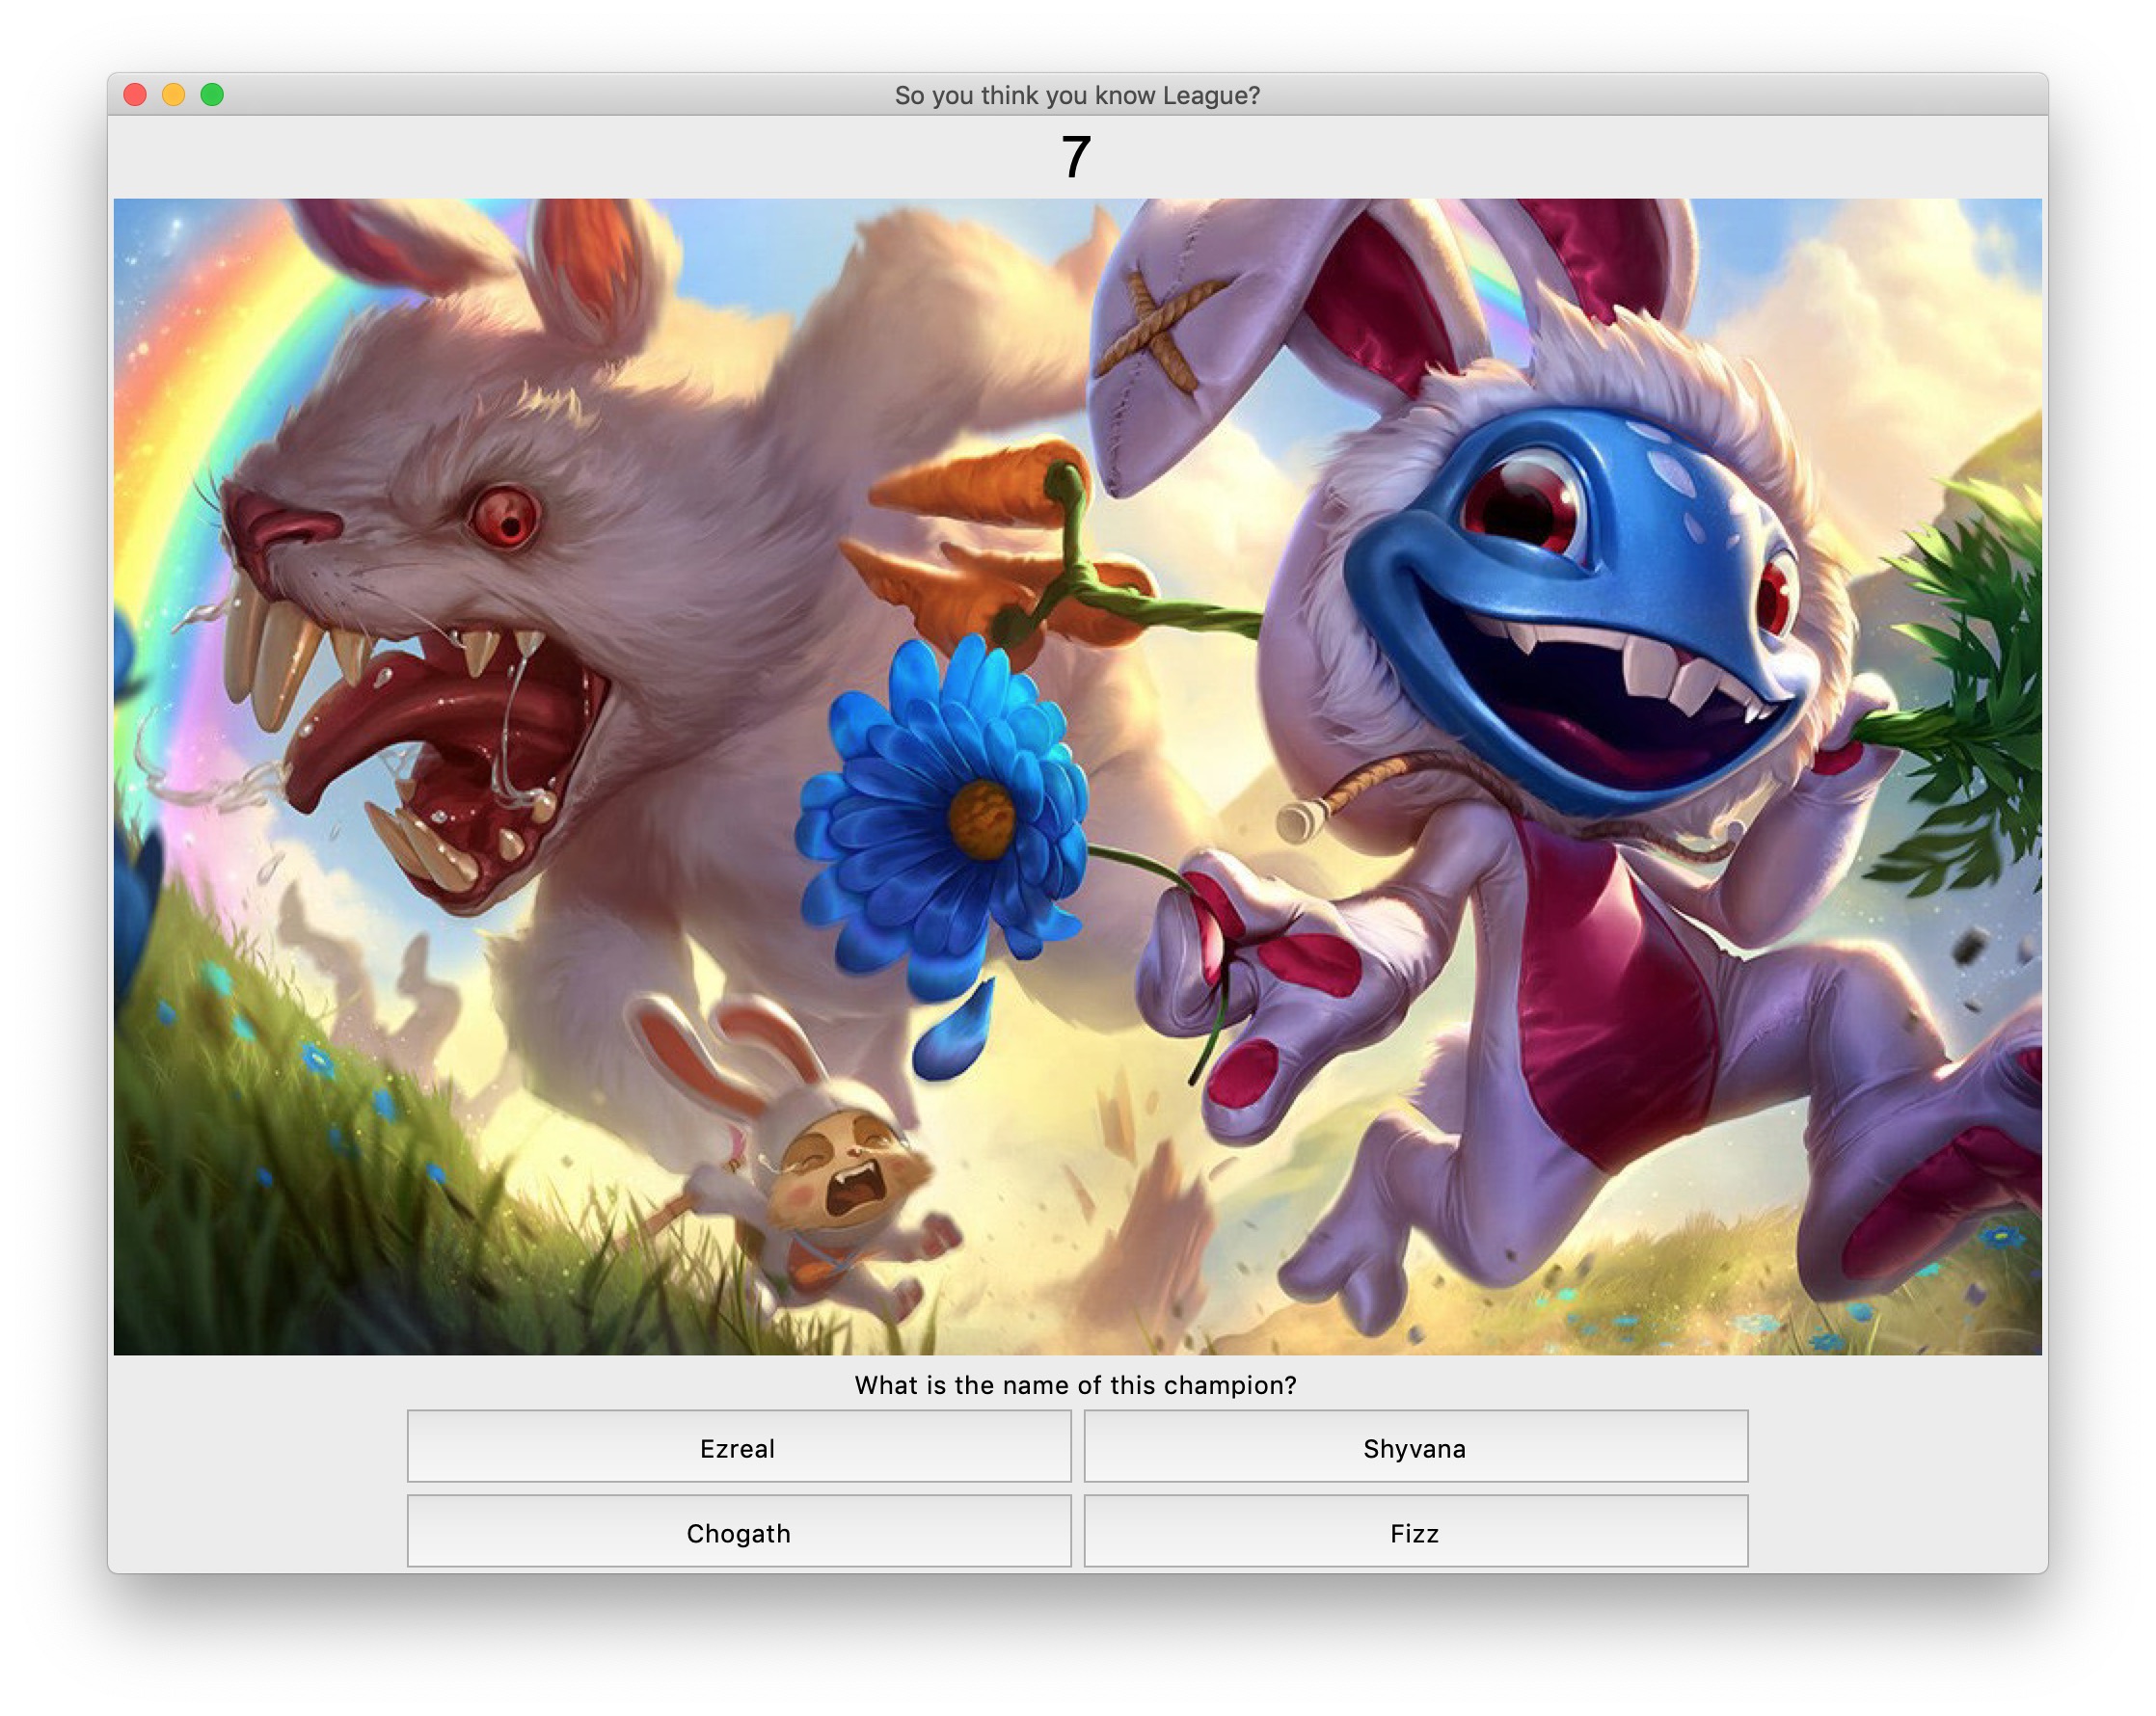 So you think you know League?
7
What is the name of this champion?
Ezreal
Shyvana
Chogath
Fizz